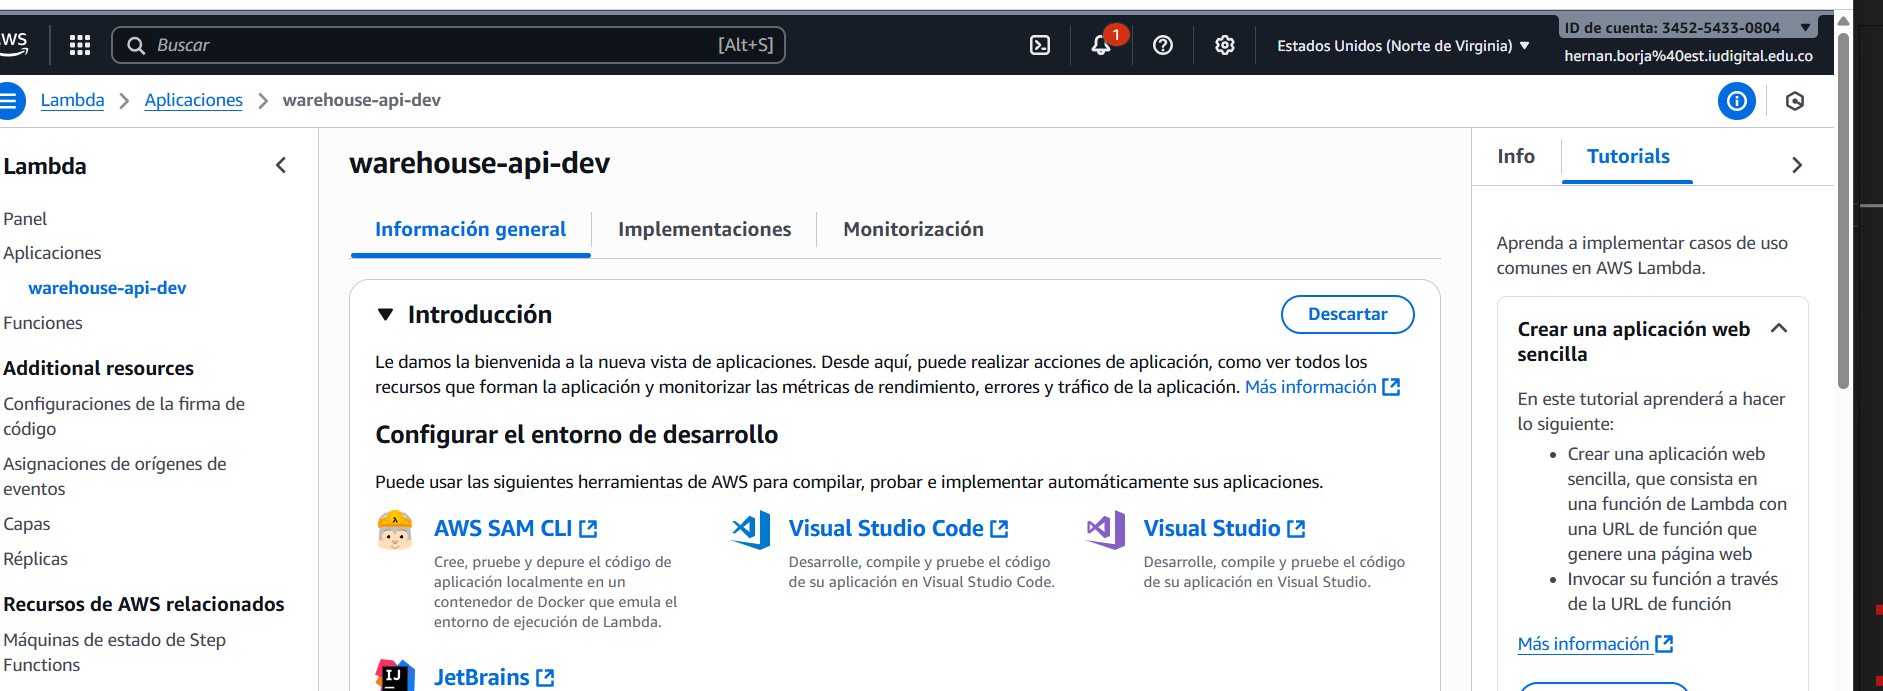 WS
Buscar
[Alt+S]
1
Estados Unidos (Norte de Virginia)
ID de cuenta: 3452-5433-0804
hernan.borja%40est.iudigital.edu.co
Lambda
Aplicaciones
warehouse-api-dev
Lambda
Panel
Aplicaciones
warehouse-api-dev
Funciones
Additional resources
Configuraciones de la firma de
código
Asignaciones de orígenes de
eventos
Capas
Réplicas
Recursos de AWS relacionados
Máquinas de estado de Step
Functions
warehouse-api-dev
Información general
Implementaciones
Monitorización
Introducción
Descartar
Le damos la bienvenida a la nueva vista de aplicaciones. Desde aquí, puede realizar acciones de aplicación, como ver todos los
recursos que forman la aplicación y monitorizar las métricas de rendimiento, errores y tráfico de la aplicación. Más información
Configurar el entorno de desarrollo
Puede usar las siguientes herramientas de AWS para compilar, probar e implementar automáticamente sus aplicaciones.
AWS SAM CLI
Cree, pruebe y depure el código de
aplicación localmente en un
contenedor de Docker que emula el
entorno de ejecución de Lambda.
Visual Studio Code
Desarrolle, compile y pruebe el código
de su aplicación en Visual Studio Code.
Visual Studio
Desarrolle, compile y pruebe el código
de su aplicación en Visual Studio.
IJ
JetBrains
Info
Tutorials
Aprenda a implementar casos de uso
comunes en AWS Lambda.
Crear una aplicación web
sencilla
En este tutorial aprenderá a hacer
lo siguiente:
• Crear una aplicación web
sencilla, que consista en
una función de Lambda con
una URL de función que
genere una página web
• Invocar su función a través
de la URL de función
Más información